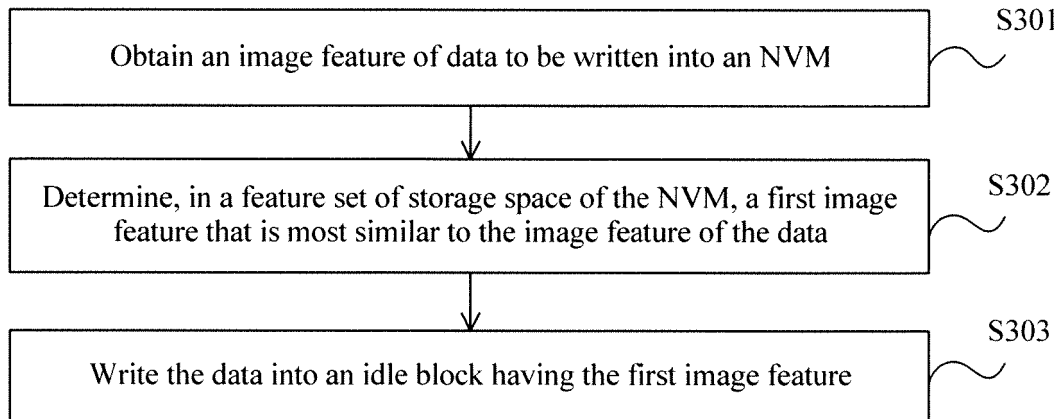 S301
Obtain an image feature of data to be written into an NVM
S302
Determine, in a feature set of storage space of the NVM, a first image
feature that is most similar to the image feature of the data
S303
Write the data into an idle block having the first image feature